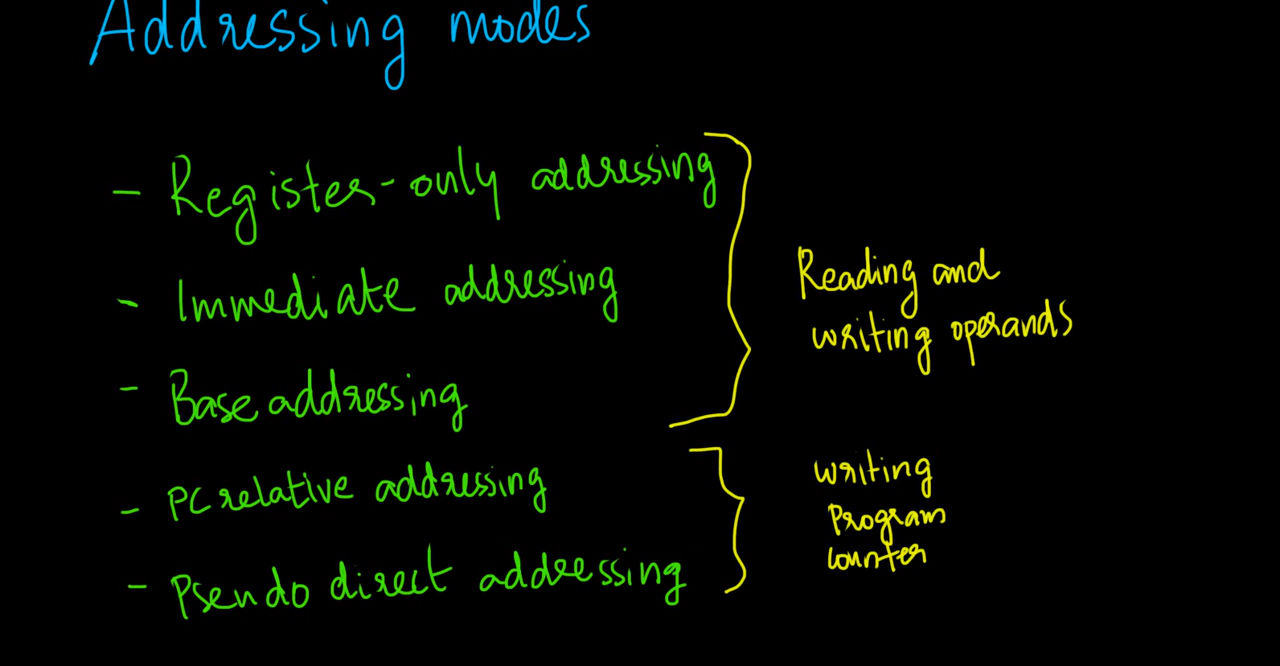 Addressing modes
- Register-only addressing
- Immediate addressing
- Base addressing
- PC relative addressing
- Pseudo direct addressing
Reading and
writing operands
writing
Program
counter